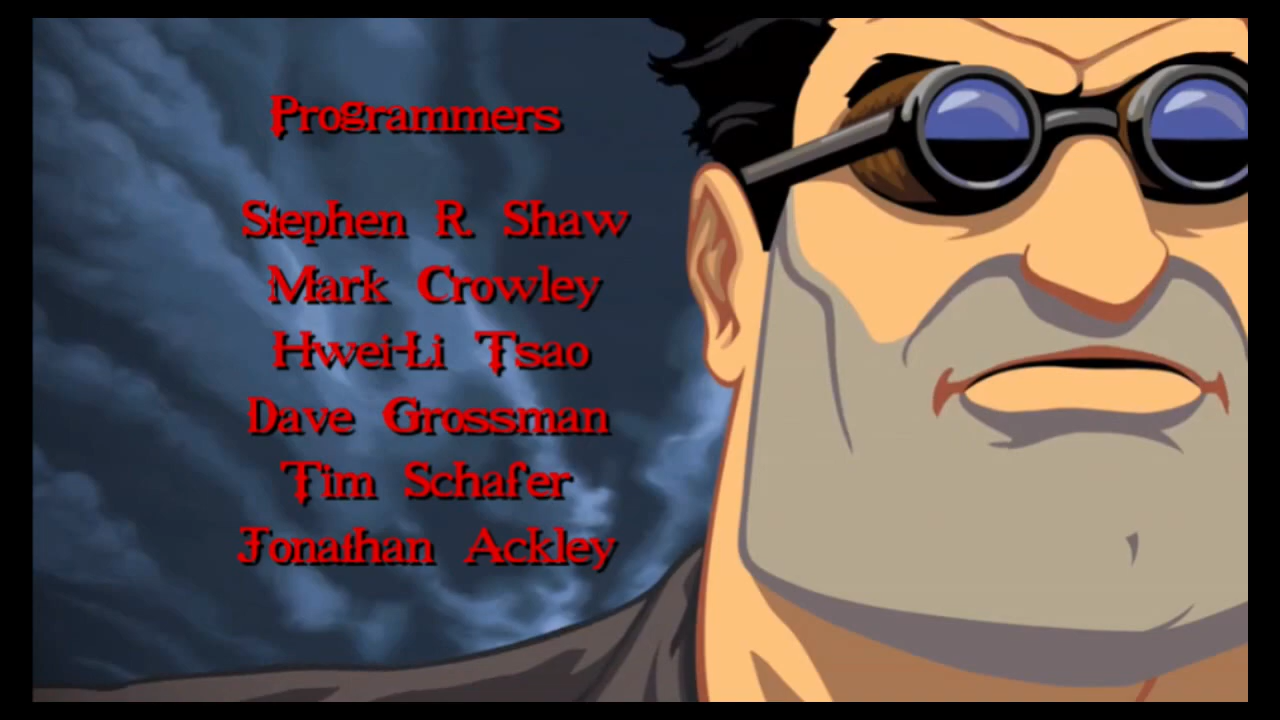 Programmers
Stephen R. Shaw
Mark Crowley
Hwei-Li Tsao
Dave Grossman
Tim Schafer
Jonathan Ackley